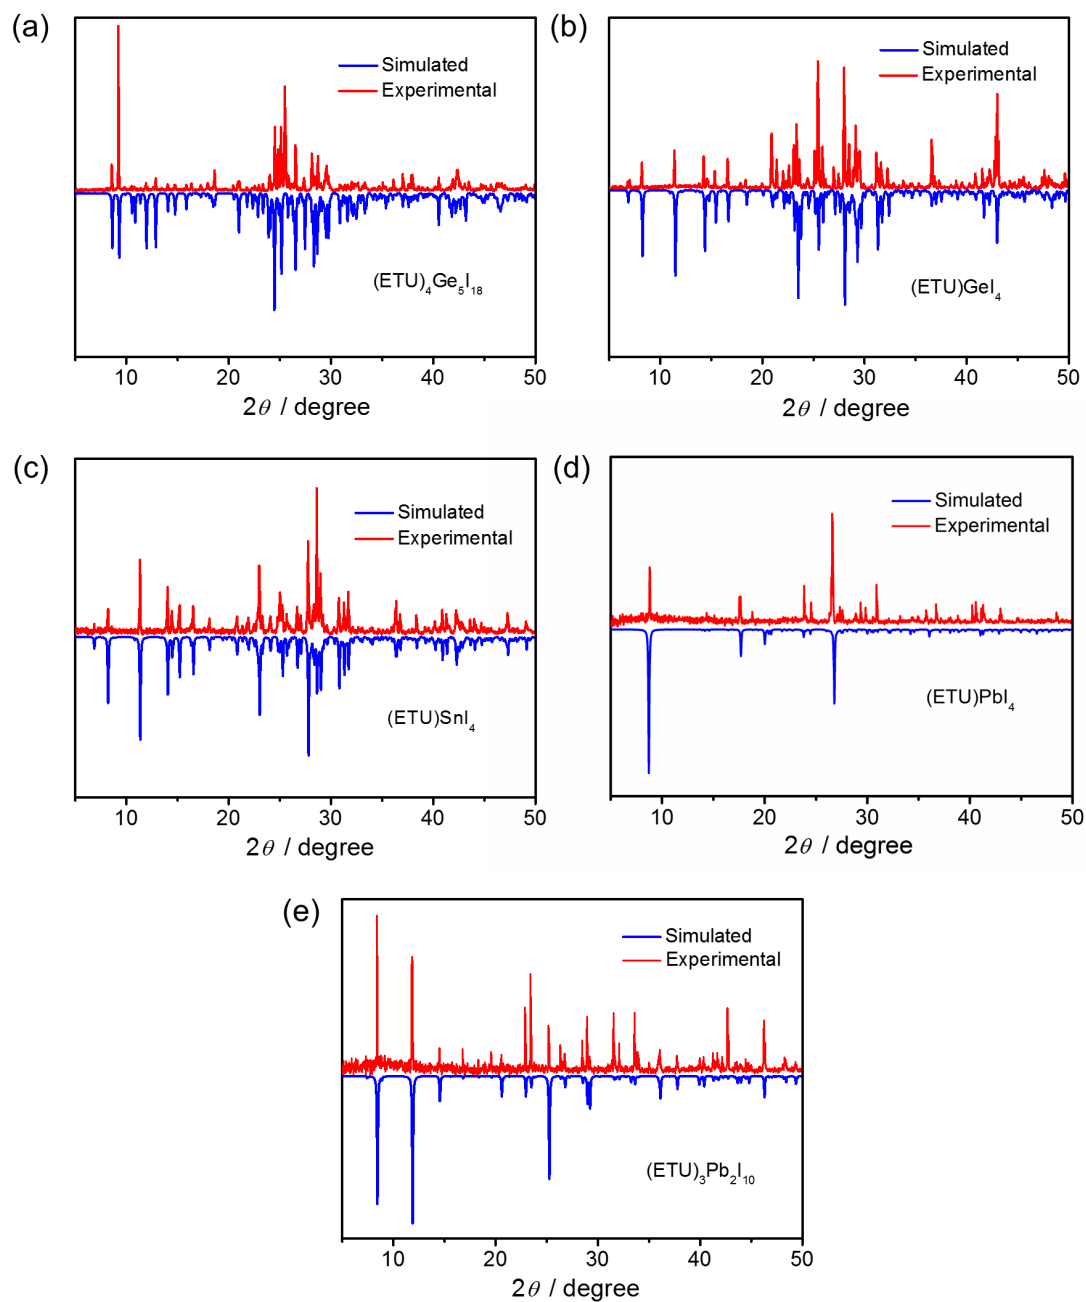 (a)
Simulated
Experimental
(ETU)₄Ge₅I₁₈
10 20 30 40 50
2θ / degree
(b)
Simulated
Experimental
(ETU)GeI₄
10 20 30 40 50
2θ / degree
(c)
Simulated
Experimental
(ETU)SnI₄
10 20 30 40 50
2θ / degree
(d)
Simulated
Experimental
(ETU)PbI₄
10 20 30 40 50
2θ / degree
(e)
Simulated
Experimental
(ETU)₃Pb₂I₁₀
10 20 30 40 50
2θ / degree